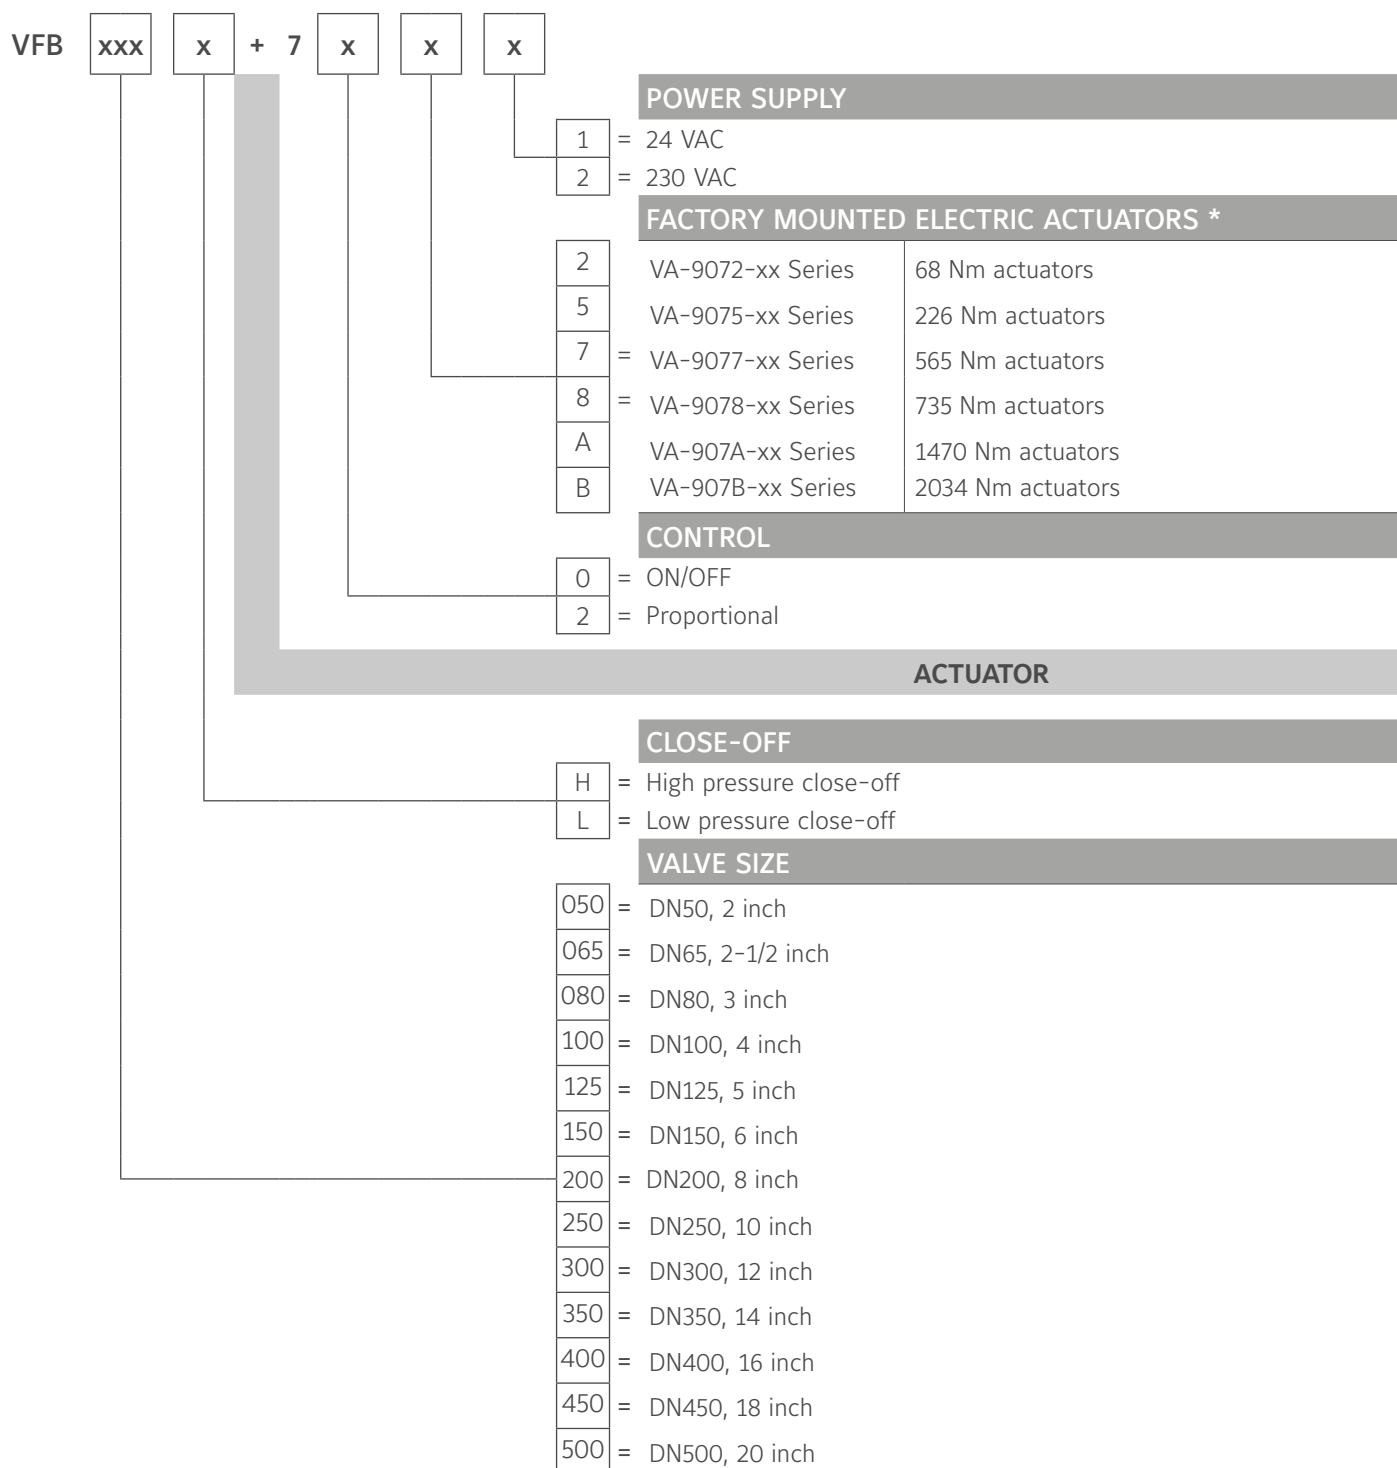 VFB xxx x + 7 x x x
POWER SUPPLY
1 = 24 VAC
2 = 230 VAC
FACTORY MOUNTED ELECTRIC ACTUATORS *
2 VA-9072-xx Series 68 Nm actuators
5 VA-9075-xx Series 226 Nm actuators
7 = VA-9077-xx Series 565 Nm actuators
8 = VA-9078-xx Series 735 Nm actuators
A VA-907A-xx Series 1470 Nm actuators
B VA-907B-xx Series 2034 Nm actuators
CONTROL
0 = ON/OFF
2 = Proportional
ACTUATOR
CLOSE-OFF
H = High pressure close-off
L = Low pressure close-off
VALVE SIZE
050 = DN50, 2 inch
065 = DN65, 2-1/2 inch
080 = DN80, 3 inch
100 = DN100, 4 inch
125 = DN125, 5 inch
150 = DN150, 6 inch
200 = DN200, 8 inch
250 = DN250, 10 inch
300 = DN300, 12 inch
350 = DN350, 14 inch
400 = DN400, 16 inch
450 = DN450, 18 inch
500 = DN500, 20 inch